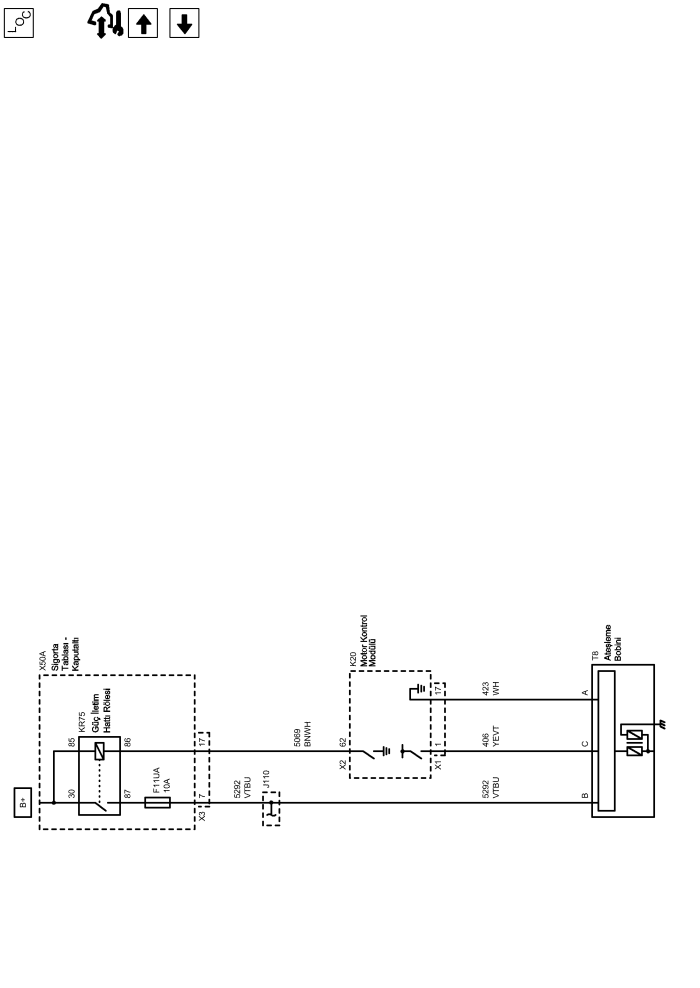 LOC
B+
X50A
Sigorta
Tablası -
Kaputaltı
KR75
Güç İletim
Hattı Rölesi
85
86
30
87
F11UA
10A
X3
7
17
5292
VTBU
J110
5069
BNWH
K20
Motor Kontrol
Modülü
X2
62
X1
1
17
423
WH
406
YEVT
5292
VTBU
A
C
B
T8
Ateşleme
Bobini